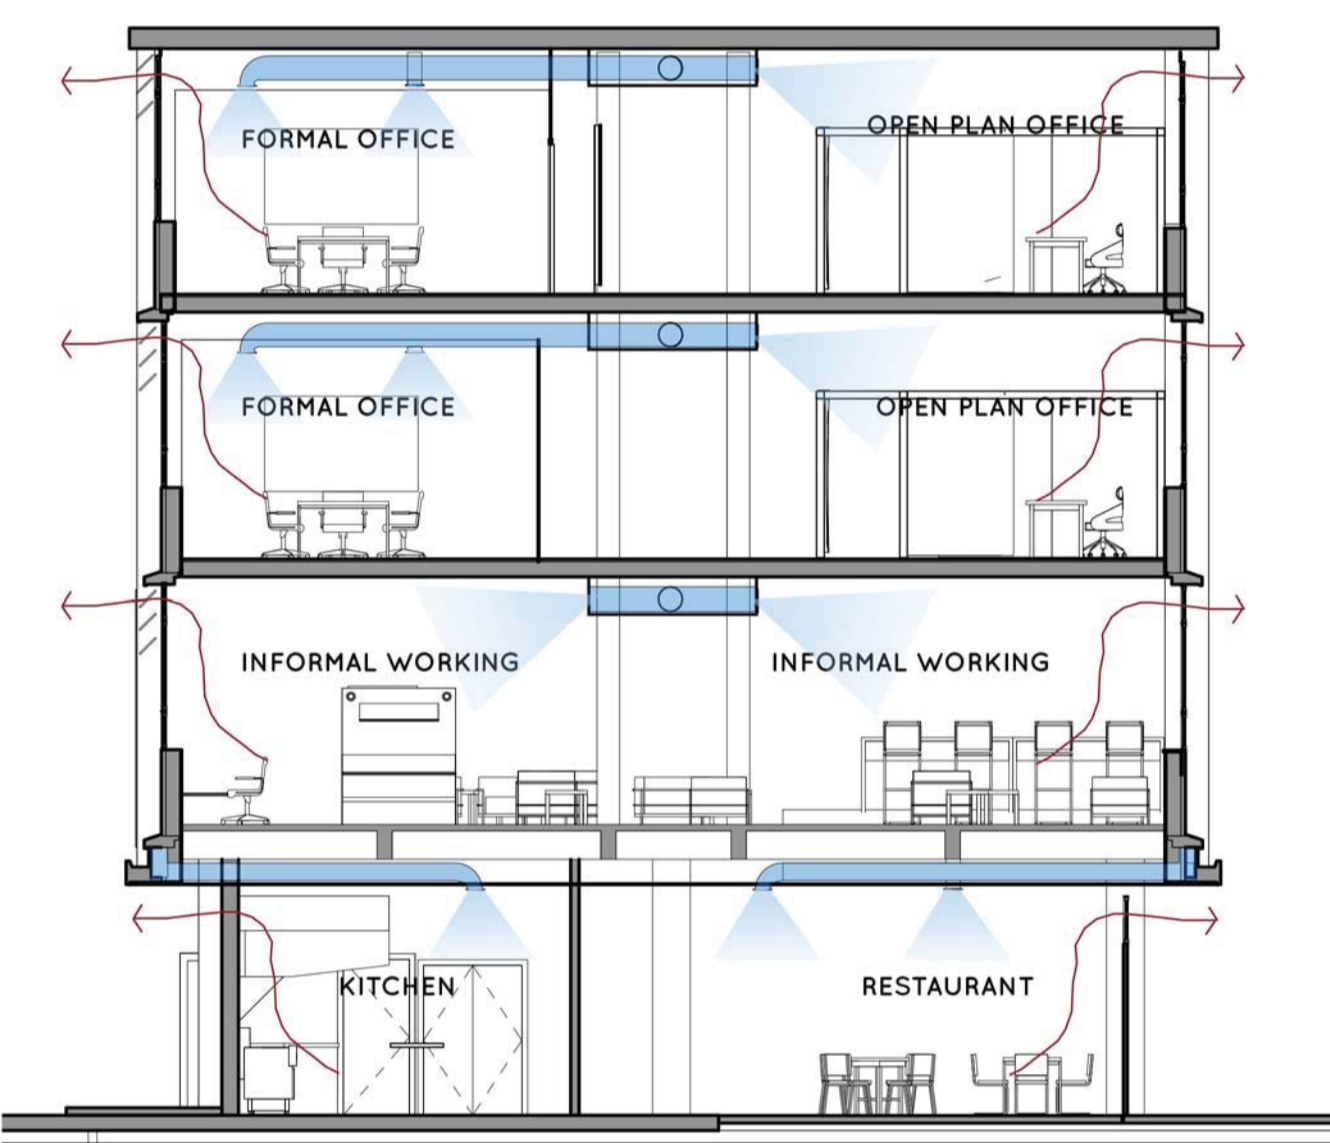 FORMAL OFFICE
OPEN PLAN OFFICE
FORMAL OFFICE
OPEN PLAN OFFICE
INFORMAL WORKING
INFORMAL WORKING
KITCHEN
RESTAURANT